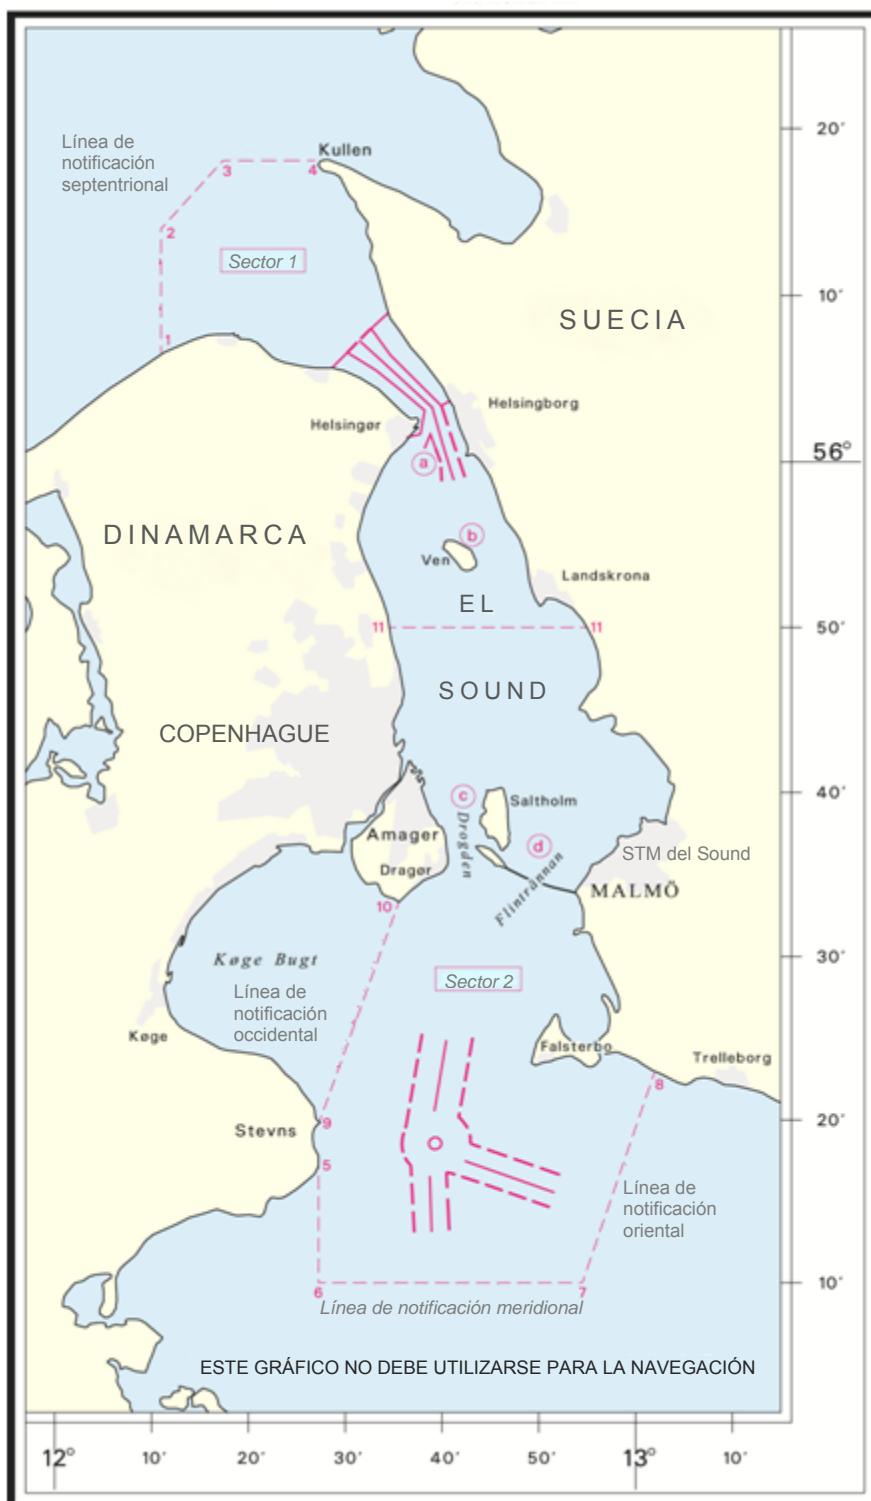 Línea de
notificación
septentrional
Kullen
20′
3
4
2
Sector 1
10′
SUECIA
1
Helsingborg
Helsingør
56°
a
DINAMARCA
b
Ven
Landskrona
EL
11
11
50′
SOUND
COPENHAGUE
c
Saltholm
40′
Drogden
Amager
d
STM del Sound
Dragør
Flintrännan
MALMÖ
10
Køge Bugt
30′
Sector 2
Línea de
notificación
occidental
Køge
Falsterbo
Trelleborg
8
9
20′
Stevns
5
Línea de
notificación
oriental
10′
6
7
Línea de notificación meridional
ESTE GRÁFICO NO DEBE UTILIZARSE PARA LA NAVEGACIÓN
12°
10′
20′
30′
40′
50′
13°
10′